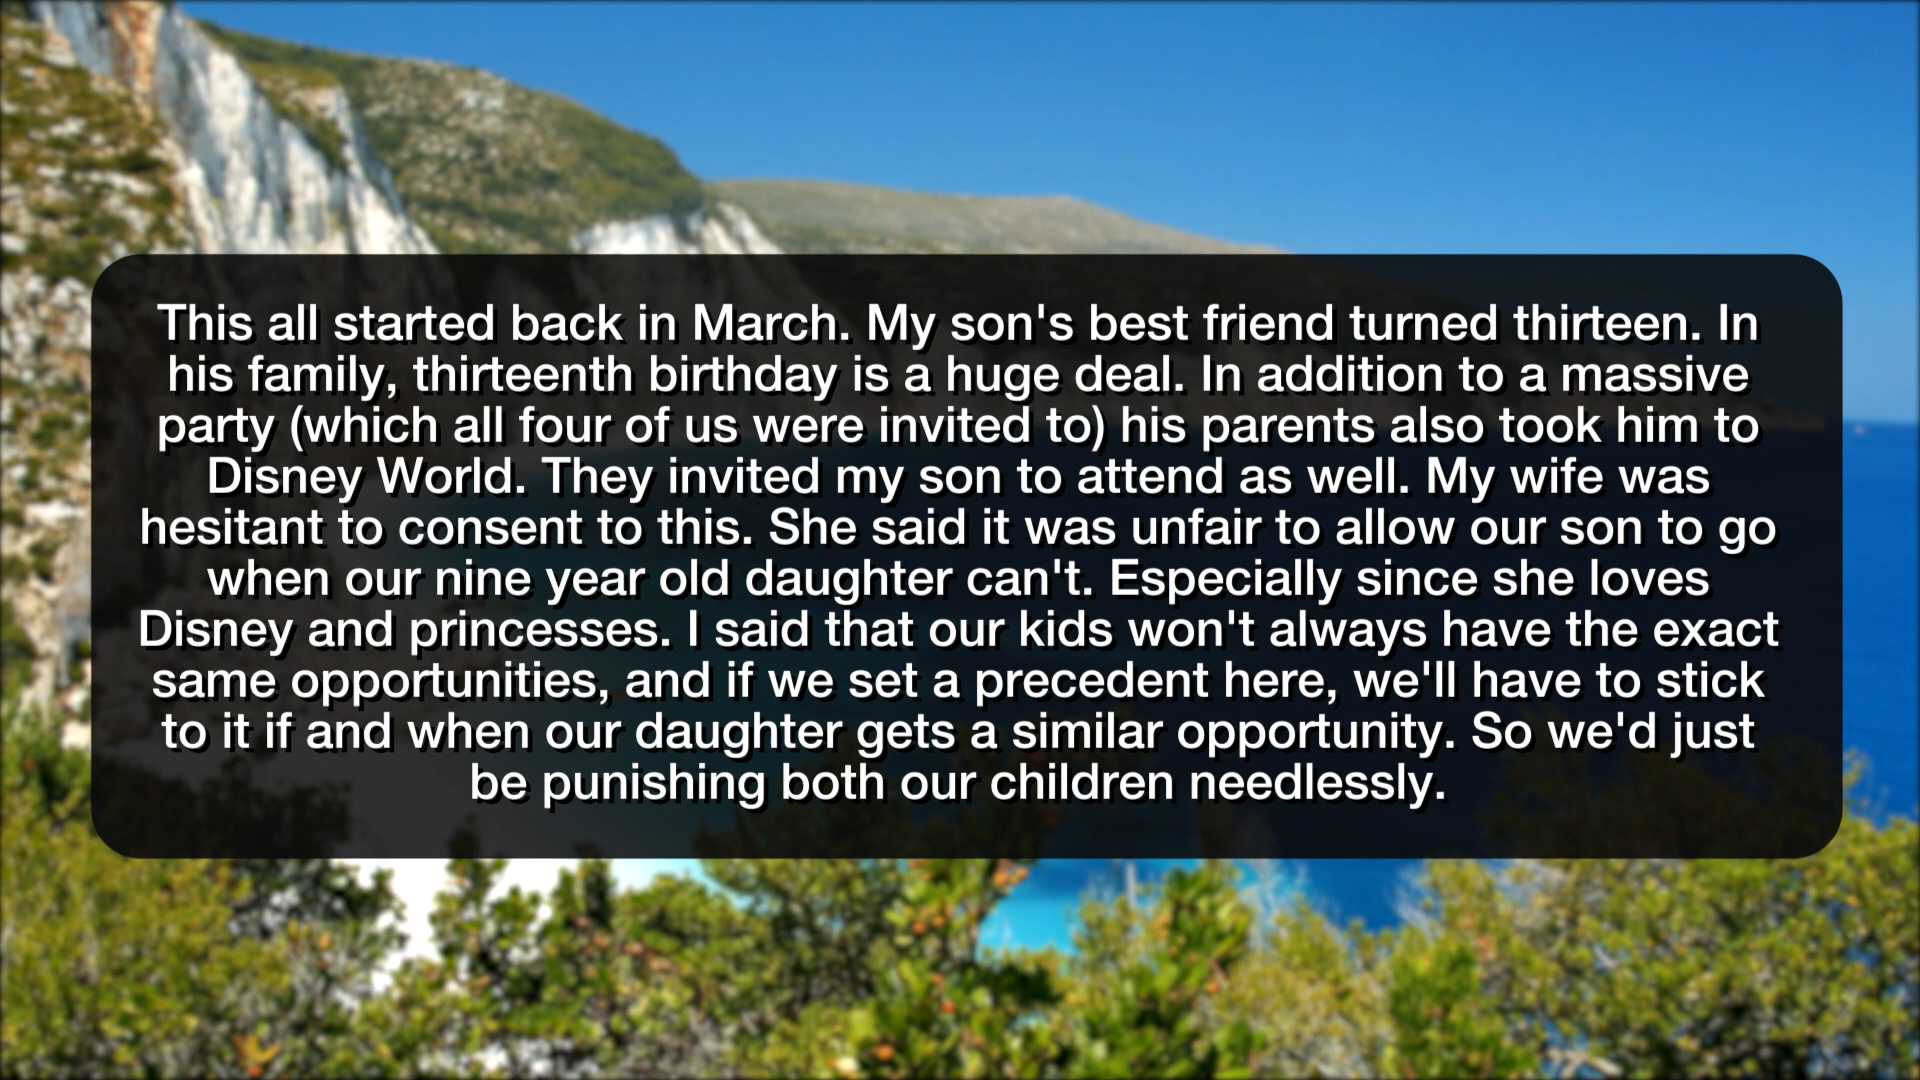 This all started back in March. My son's best friend turned thirteen. In
his family, thirteenth birthday is a huge deal. In addition to a massive
party (which all four of us were invited to) his parents also took him to
Disney World. They invited my son to attend as well. My wife was
hesitant to consent to this. She said it was unfair to allow our son to go
when our nine year old daughter can't. Especially since she loves
Disney and princesses. I said that our kids won't always have the exact
same opportunities, and if we set a precedent here, we'll have to stick
to it if and when our daughter gets a similar opportunity. So we'd just
be punishing both our children needlessly.